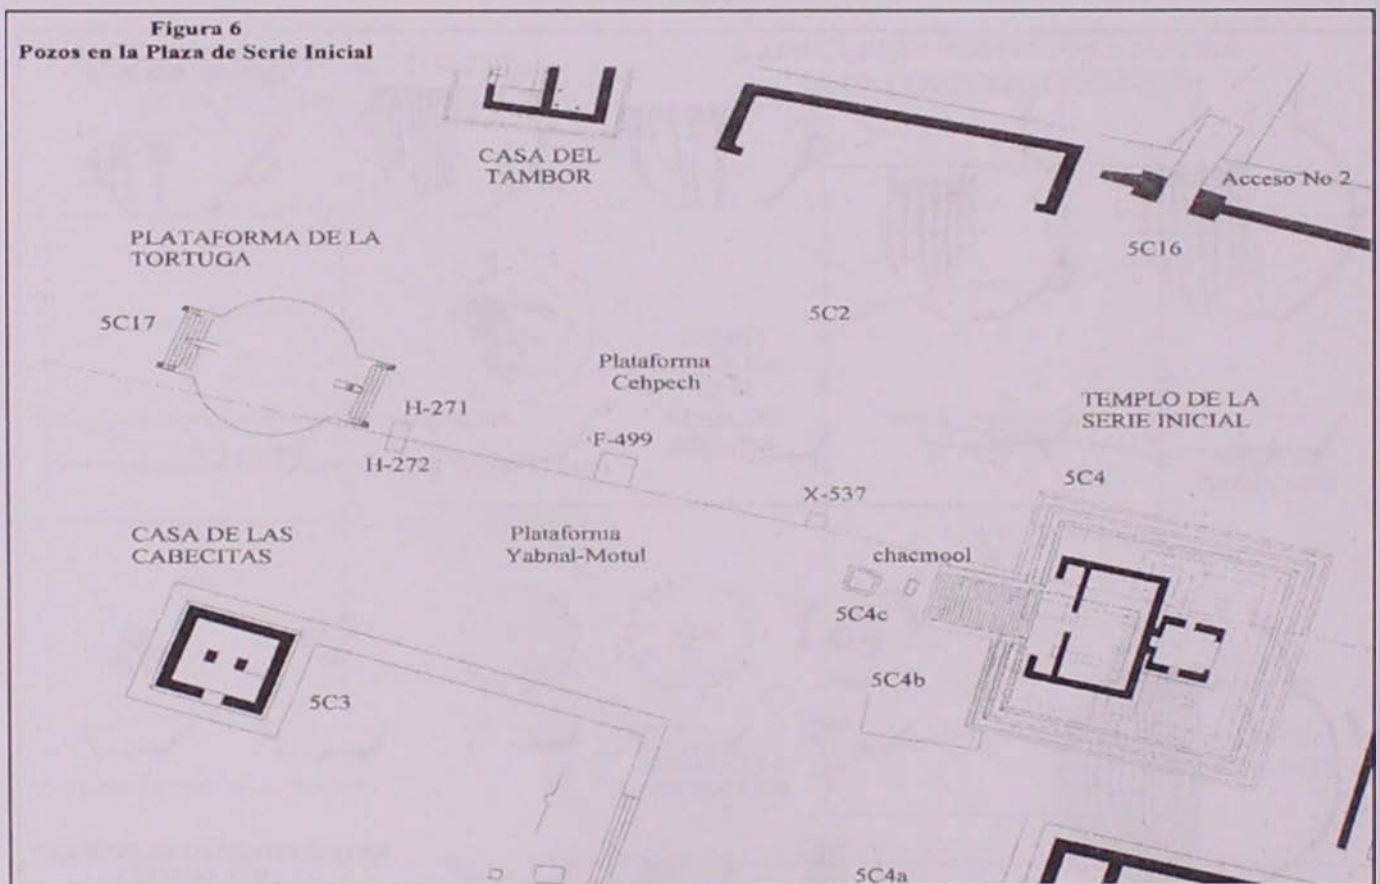 Figura 6
Pozos en la Plaza de Serie Inicial
CASA DEL
TAMBOR
Acceso No 2
5C16
PLATAFORMA DE LA
TORTUGA
5C17
5C2
Plataforma
Cehpech
TEMPLO DE LA
SERIE INICIAL
H-271
F-499
H-272
X-537
5C4
CASA DE LAS
CABECITAS
Plataforma
Yabnal-Motul
chacmool
5C4c
5C4b
5C3
5C4a